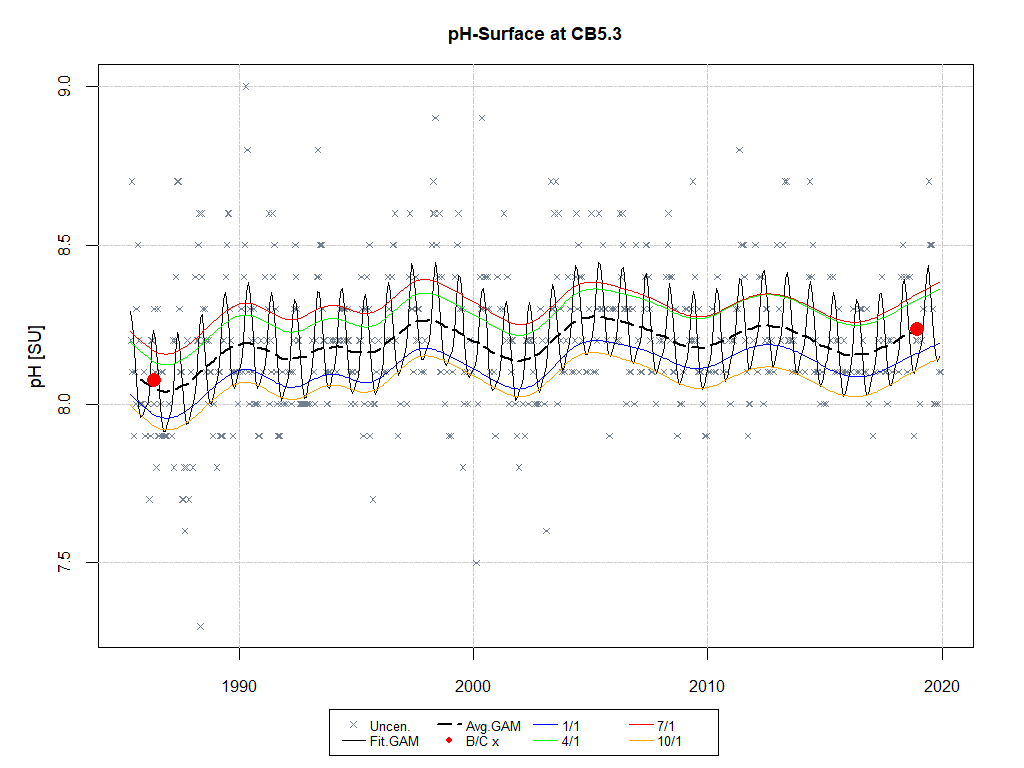 pH-Surface at CB5.3
pH [SU]
9.0
8.5
8.0
7.5
1990 2000 2010 2020
Uncen. Avg.GAM 1/1 7/1
Fit.GAM B/C x 4/1 10/1